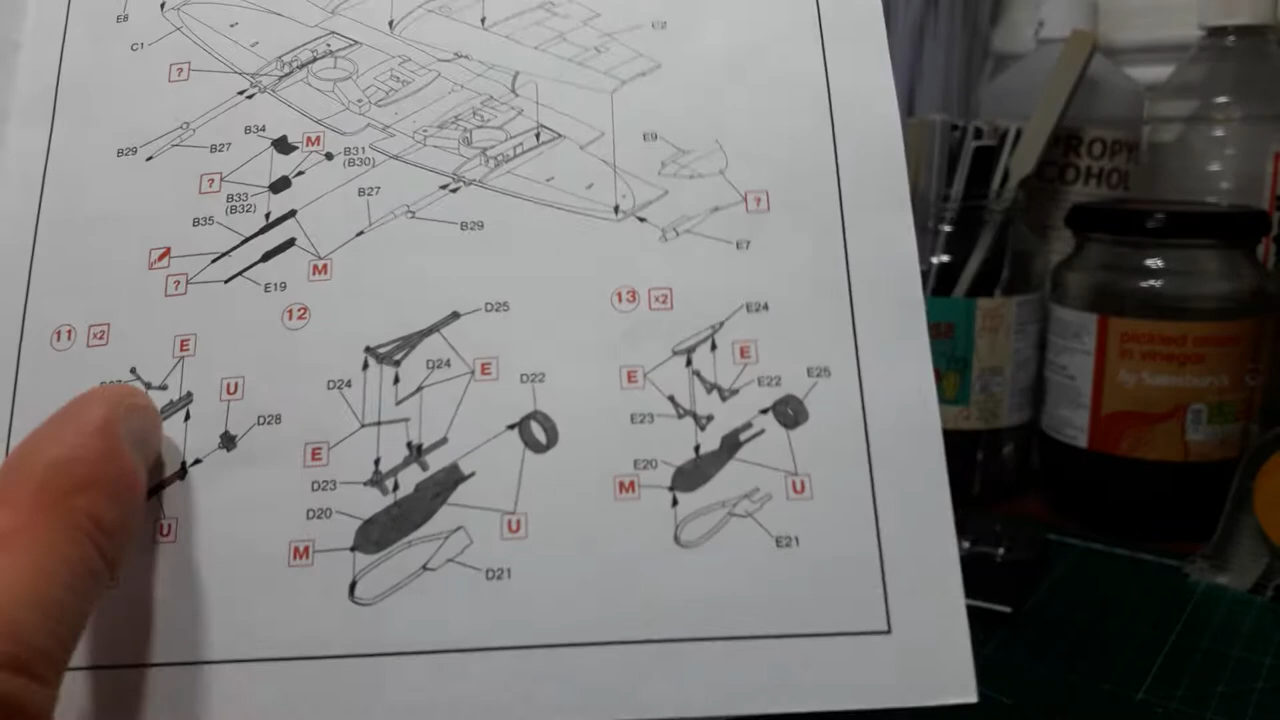 E8
C1
E2
?
B29
B27
B34
M
B31
(B30)
?
B33
(B32)
B35
B27
B29
E9
?
E7
?
E19
M
11 x2
12
13 x2
E
U
D28
U
D25
D24
D24
E
D22
E
D23
D20
U
M
D21
E24
E
E
E22
E25
E23
E20
M
U
E21
PROPY
COHOL
pickled
in vinegar
by Sainsbury's